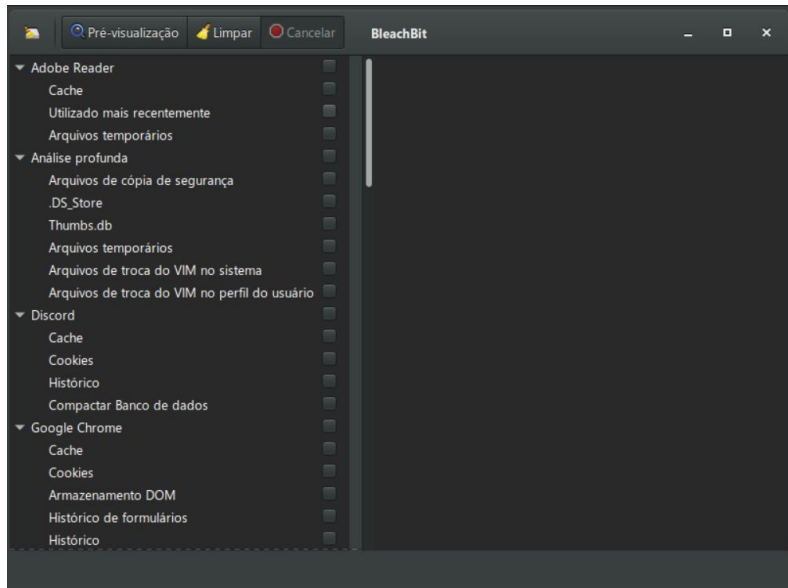 Pré-visualização Limpar Cancelar BleachBit
Adobe Reader
Cache
Utilizado mais recentemente
Arquivos temporários
Análise profunda
Arquivos de cópia de segurança
.DS_Store
Thumbs.db
Arquivos temporários
Arquivos de troca do VIM no sistema
Arquivos de troca do VIM no perfil do usuário
Discord
Cache
Cookies
Histórico
Compactar Banco de dados
Google Chrome
Cache
Cookies
Armazenamento DOM
Histórico de formulários
Histórico